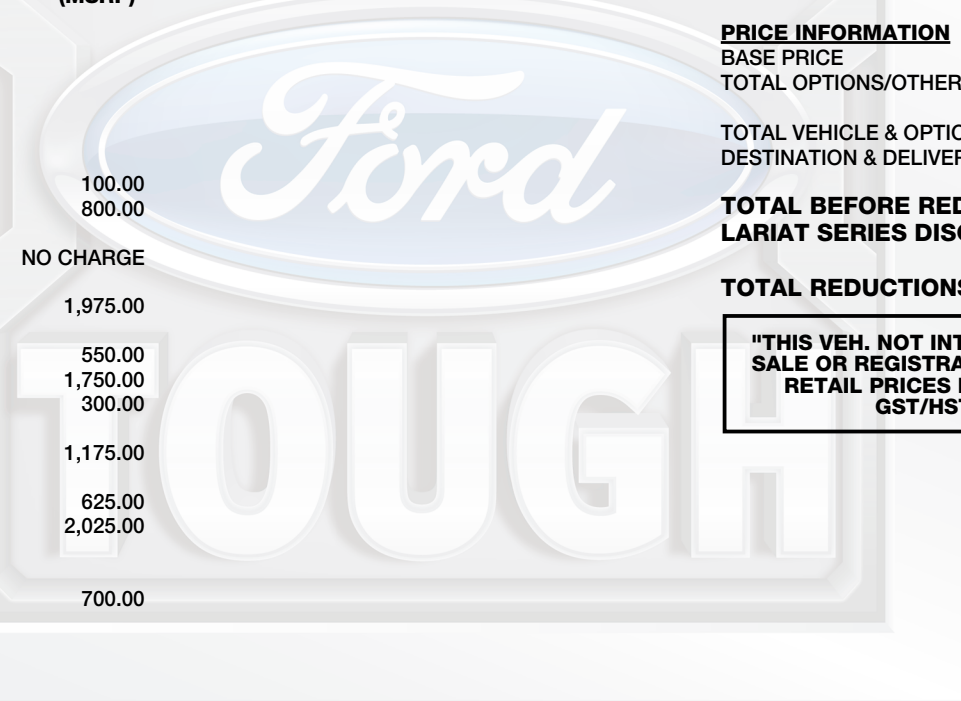 (MSRP)
100.00
800.00
NO CHARGE
1,975.00
550.00
1,750.00
300.00
1,175.00
625.00
2,025.00
700.00
Ford
TOUGH
PRICE INFORMATION
BASE PRICE
TOTAL OPTIONS/OTHER
TOTAL VEHICLE & OPTIO
DESTINATION & DELIVER
TOTAL BEFORE RED
LARIAT SERIES DISC
TOTAL REDUCTIONS
"THIS VEH. NOT INT
SALE OR REGISTRA
RETAIL PRICES
GST/HST